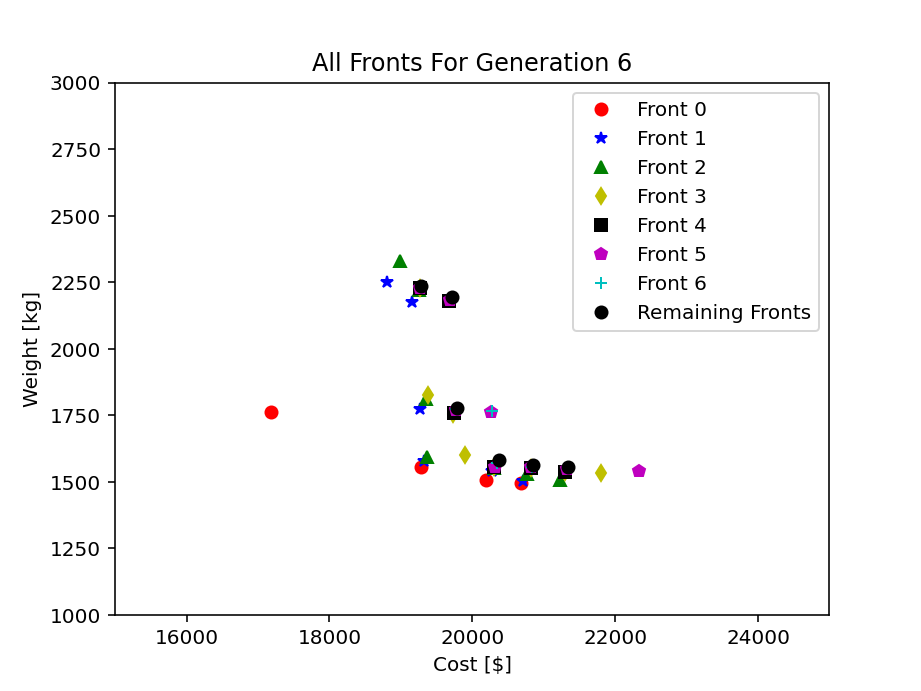 All Fronts For Generation 6
3000
2750
2500
2250
2000
1750
1500
1250
1000
Weight [kg]
Front 0
Front 1
Front 2
Front 3
Front 4
Front 5
Front 6
Remaining Fronts
16000 18000 20000 22000 24000
Cost [$]